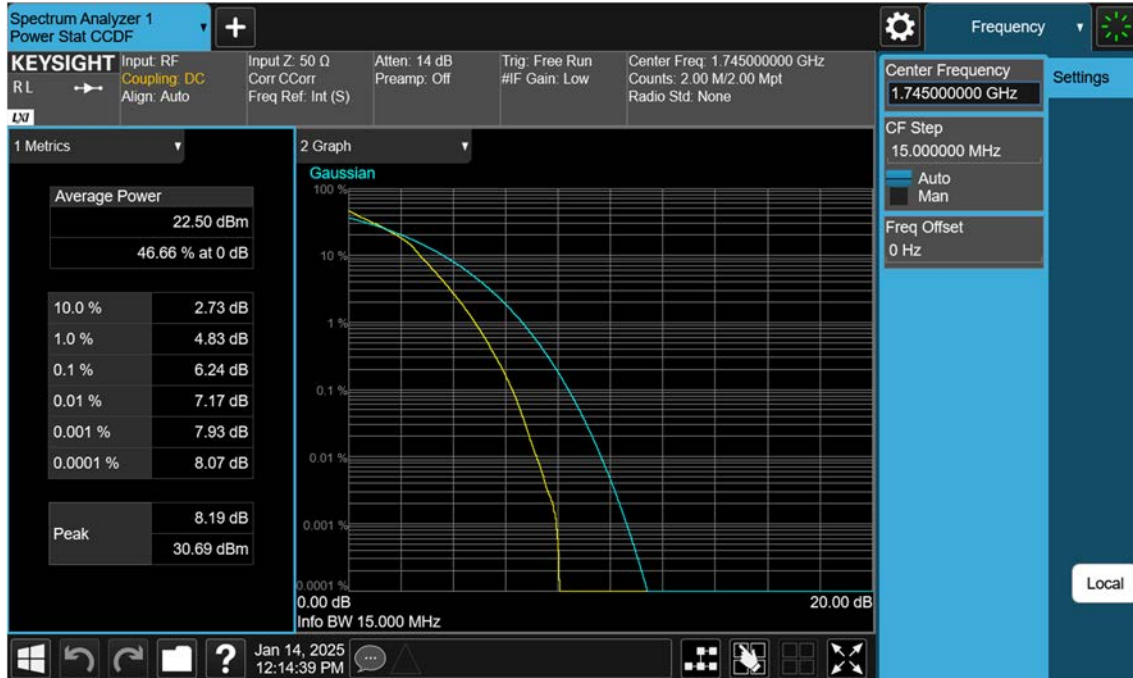 Spectrum Analyzer 1
Power Stat CCDF
Frequency
KEYSIGHT
R L
LXI
Input: RF
Coupling: DC
Align: Auto
Input Z: 50 Ω
Corr CCorr
Freq Ref: Int (S)
Atten: 14 dB
Preamp: Off
Trig: Free Run
#IF Gain: Low
Center Freq: 1.745000000 GHz
Counts: 2.00 M/2.00 Mpt
Radio Std: None
Center Frequency
1.745000000 GHz
Settings
CF Step
15.000000 MHz
Auto
Man
Freq Offset
0 Hz
Local
1 Metrics
Average Power
22.50 dBm
46.66 % at 0 dB
10.0 % 2.73 dB
1.0 % 4.83 dB
0.1 % 6.24 dB
0.01 % 7.17 dB
0.001 % 7.93 dB
0.0001 % 8.07 dB
Peak
8.19 dB
30.69 dBm
2 Graph
Gaussian
100 %
10 %
1 %
0.1 %
0.01 %
0.001 %
0.0001 %
0.00 dB 20.00 dB
Info BW 15.000 MHz
?
Jan 14, 2025
12:14:39 PM